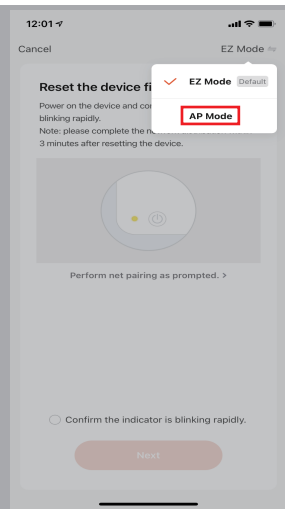 12:01
Cancel
EZ Mode
EZ Mode Default
AP Mode
Reset the device fi
Power on the device and con
blinking rapidly.
Note: please complete the n
3 minutes after resetting the device.
Perform net pairing as prompted. >
Confirm the indicator is blinking rapidly.
Next